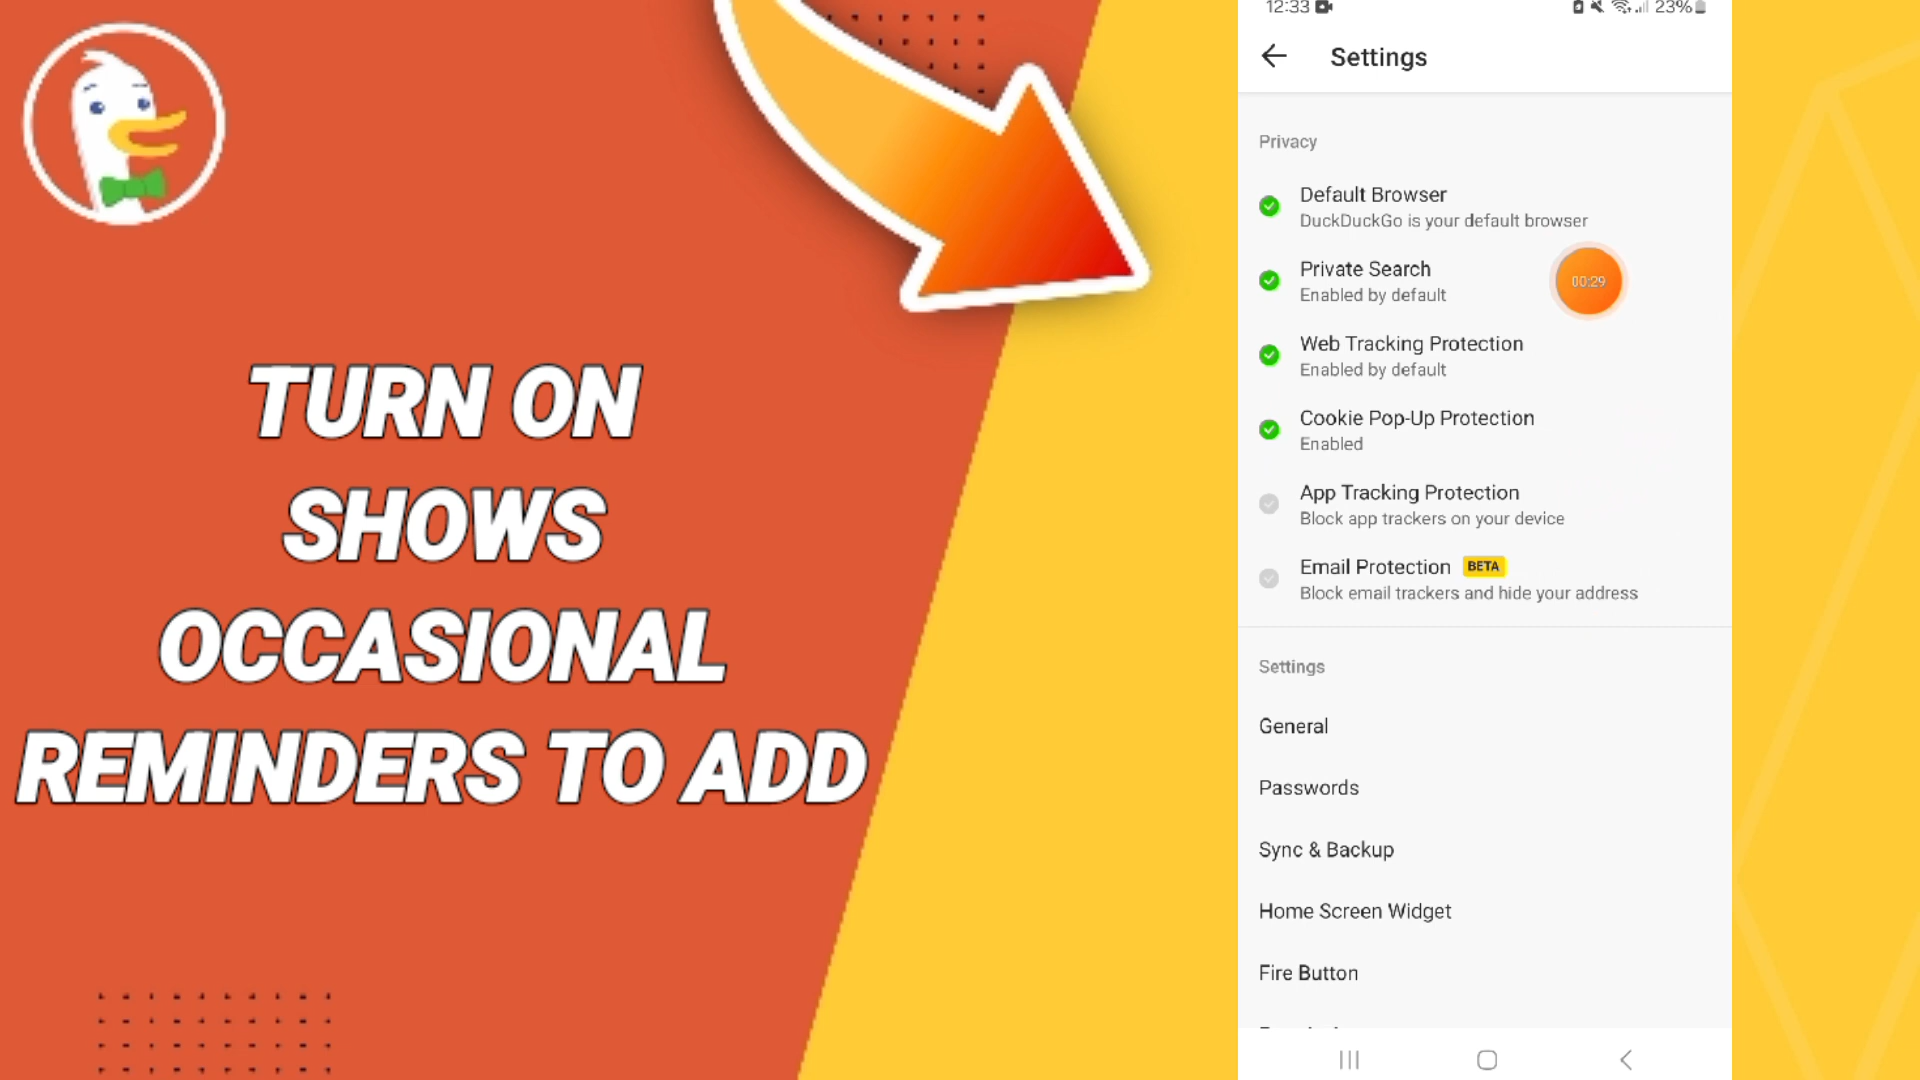 TURN ON
SHOWS
OCCASIONAL
REMINDERS TO ADD
12:33
23%
Settings
Privacy
Default Browser
DuckDuckGo is your default browser
Private Search
Enabled by default
00:29
Web Tracking Protection
Enabled by default
Cookie Pop-Up Protection
Enabled
App Tracking Protection
Block app trackers on your device
Email Protection BETA
Block email trackers and hide your address
Settings
General
Passwords
Sync & Backup
Home Screen Widget
Fire Button